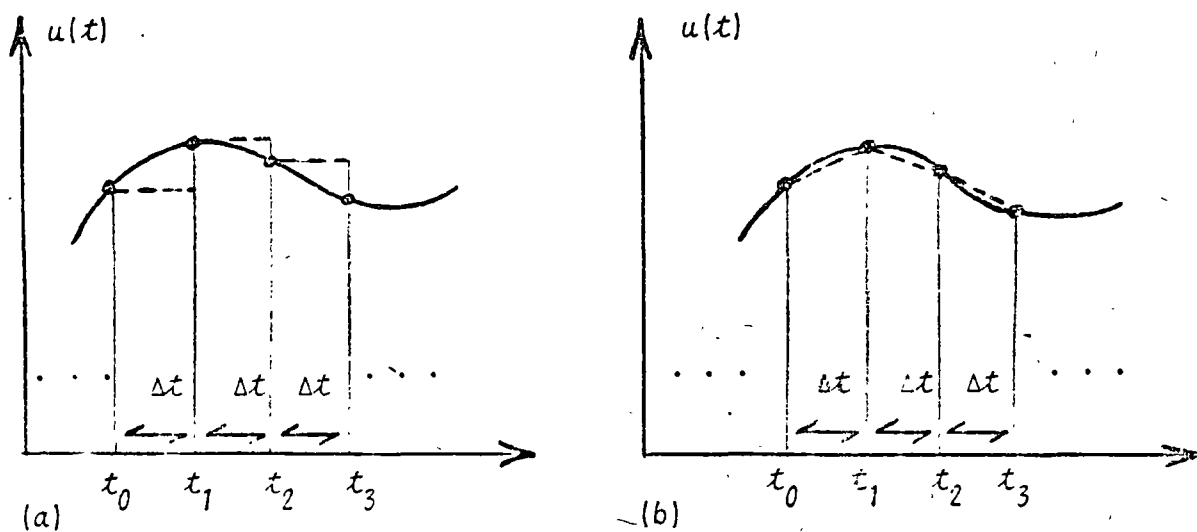 u(t)
. . . Δt Δt Δt . . . .
t0 t1 t2 t3
(a)
u(t)
. . . Δt Δt Δt . . . .
t0 t1 t2 t3
(b)